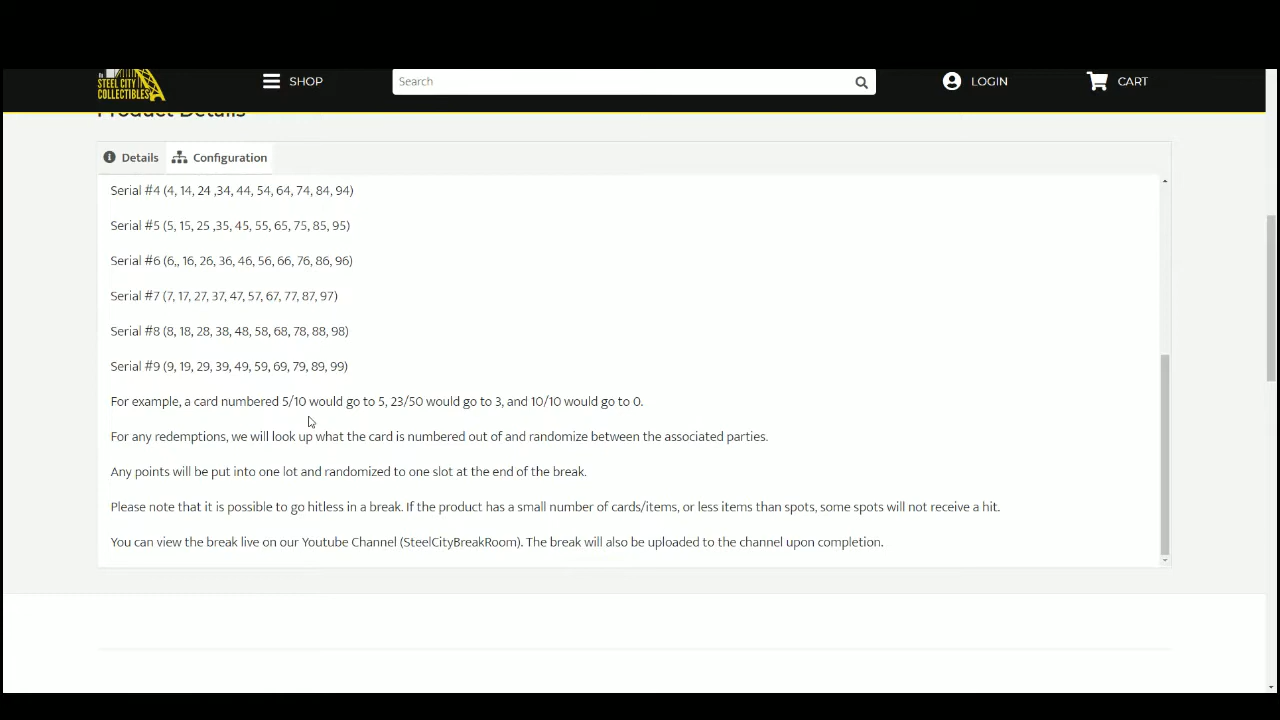 STEEL CITY
COLLECTIBLES
SHOP
Search
LOGIN
CART
Product Details
Details
Configuration
Serial #4 (4, 14, 24 ,34, 44, 54, 64, 74, 84, 94)
Serial #5 (5, 15, 25 ,35, 45, 55, 65, 75, 85, 95)
Serial #6 (6,, 16, 26, 36, 46, 56, 66, 76, 86, 96)
Serial #7 (7, 17, 27, 37, 47, 57, 67, 77, 87, 97)
Serial #8 (8, 18, 28, 38, 48, 58, 68, 78, 88, 98)
Serial #9 (9, 19, 29, 39, 49, 59, 69, 79, 89, 99)
For example, a card numbered 5/10 would go to 5, 23/50 would go to 3, and 10/10 would go to 0.
For any redemptions, we will look up what the card is numbered out of and randomize between the associated parties.
Any points will be put into one lot and randomized to one slot at the end of the break.
Please note that it is possible to go hitless in a break. If the product has a small number of cards/items, or less items than spots, some spots will not receive a hit.
You can view the break live on our Youtube Channel (SteelCityBreakRoom). The break will also be uploaded to the channel upon completion.